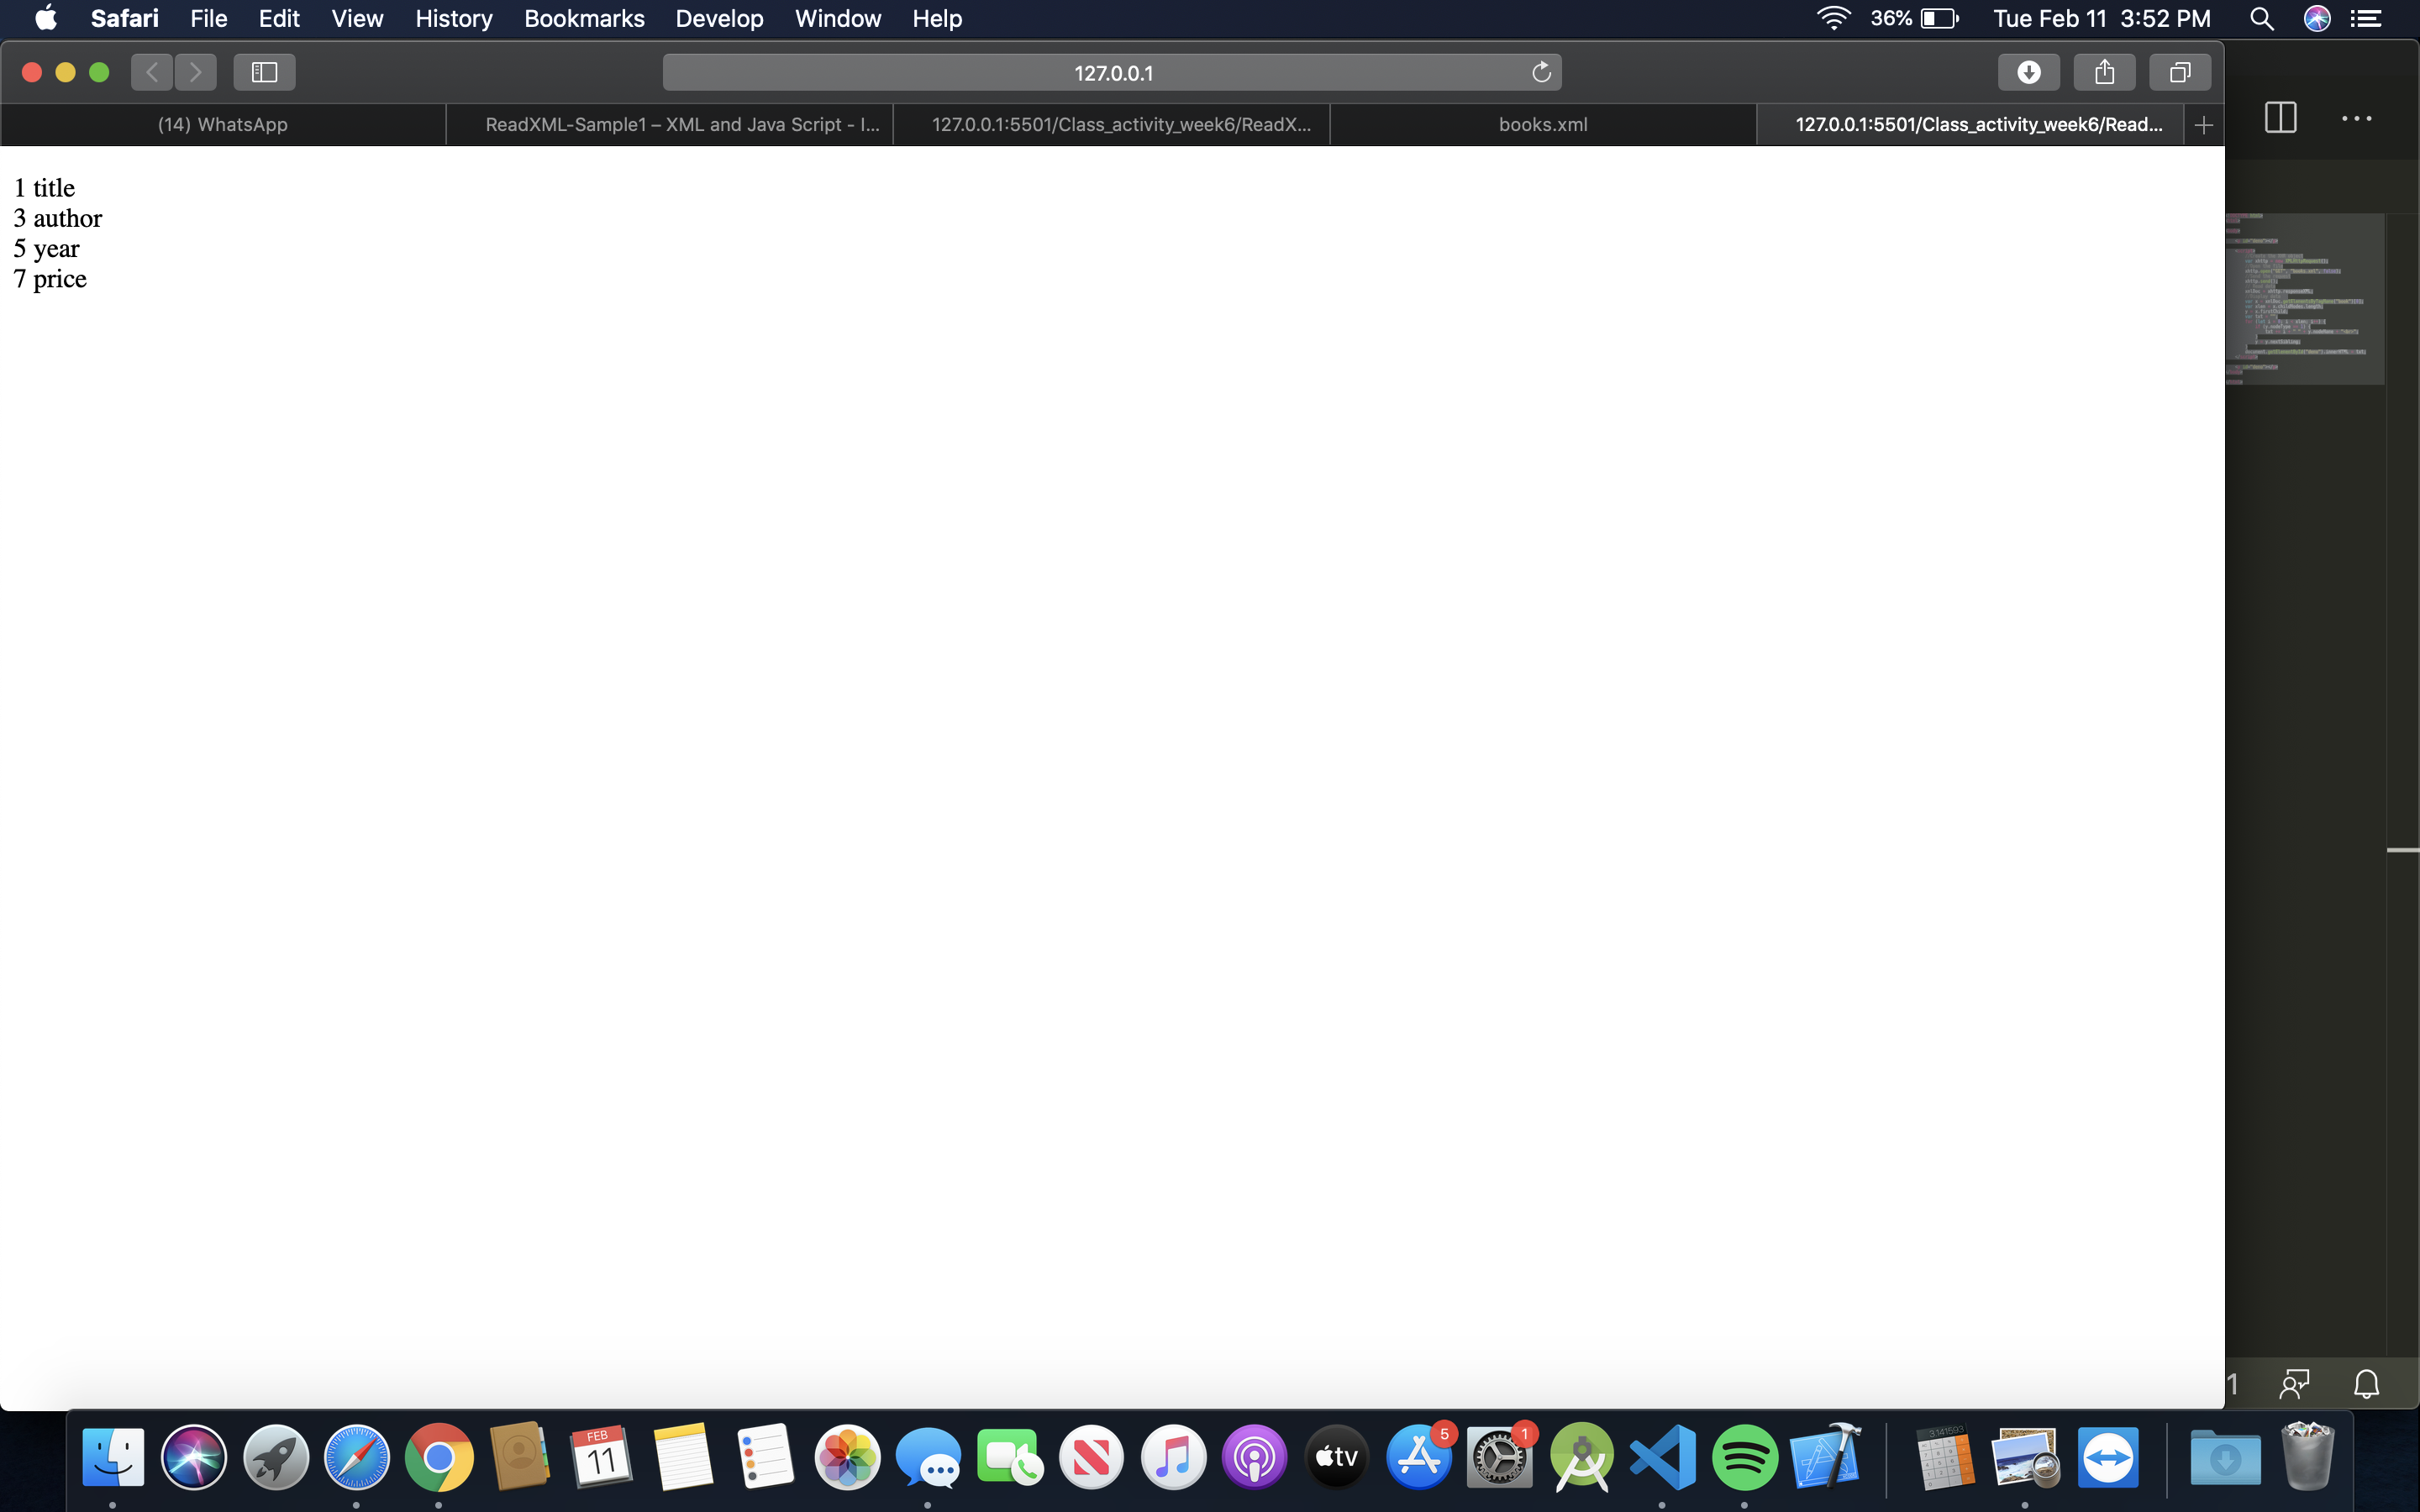 Safari File Edit View History Bookmarks Develop Window Help 36% Tue Feb 11 3:52 PM
127.0.0.1
(14) WhatsApp
ReadXML-Sample1 – XML and Java Script - I...
127.0.0.1:5501/Class_activity_week6/ReadX...
books.xml
127.0.0.1:5501/Class_activity_week6/Read...
1 title
3 author
5 year
7 price
1
FEB
11
tv
5
1
3.141593